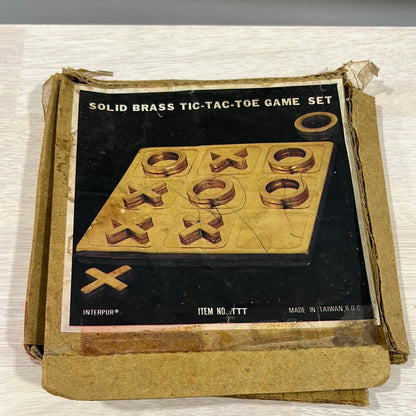 SOLID BRASS TIC-TAC-TOE GAME SET
INTERPUR® ITEM NO. TTT MADE IN TAIWAN R.O.C.